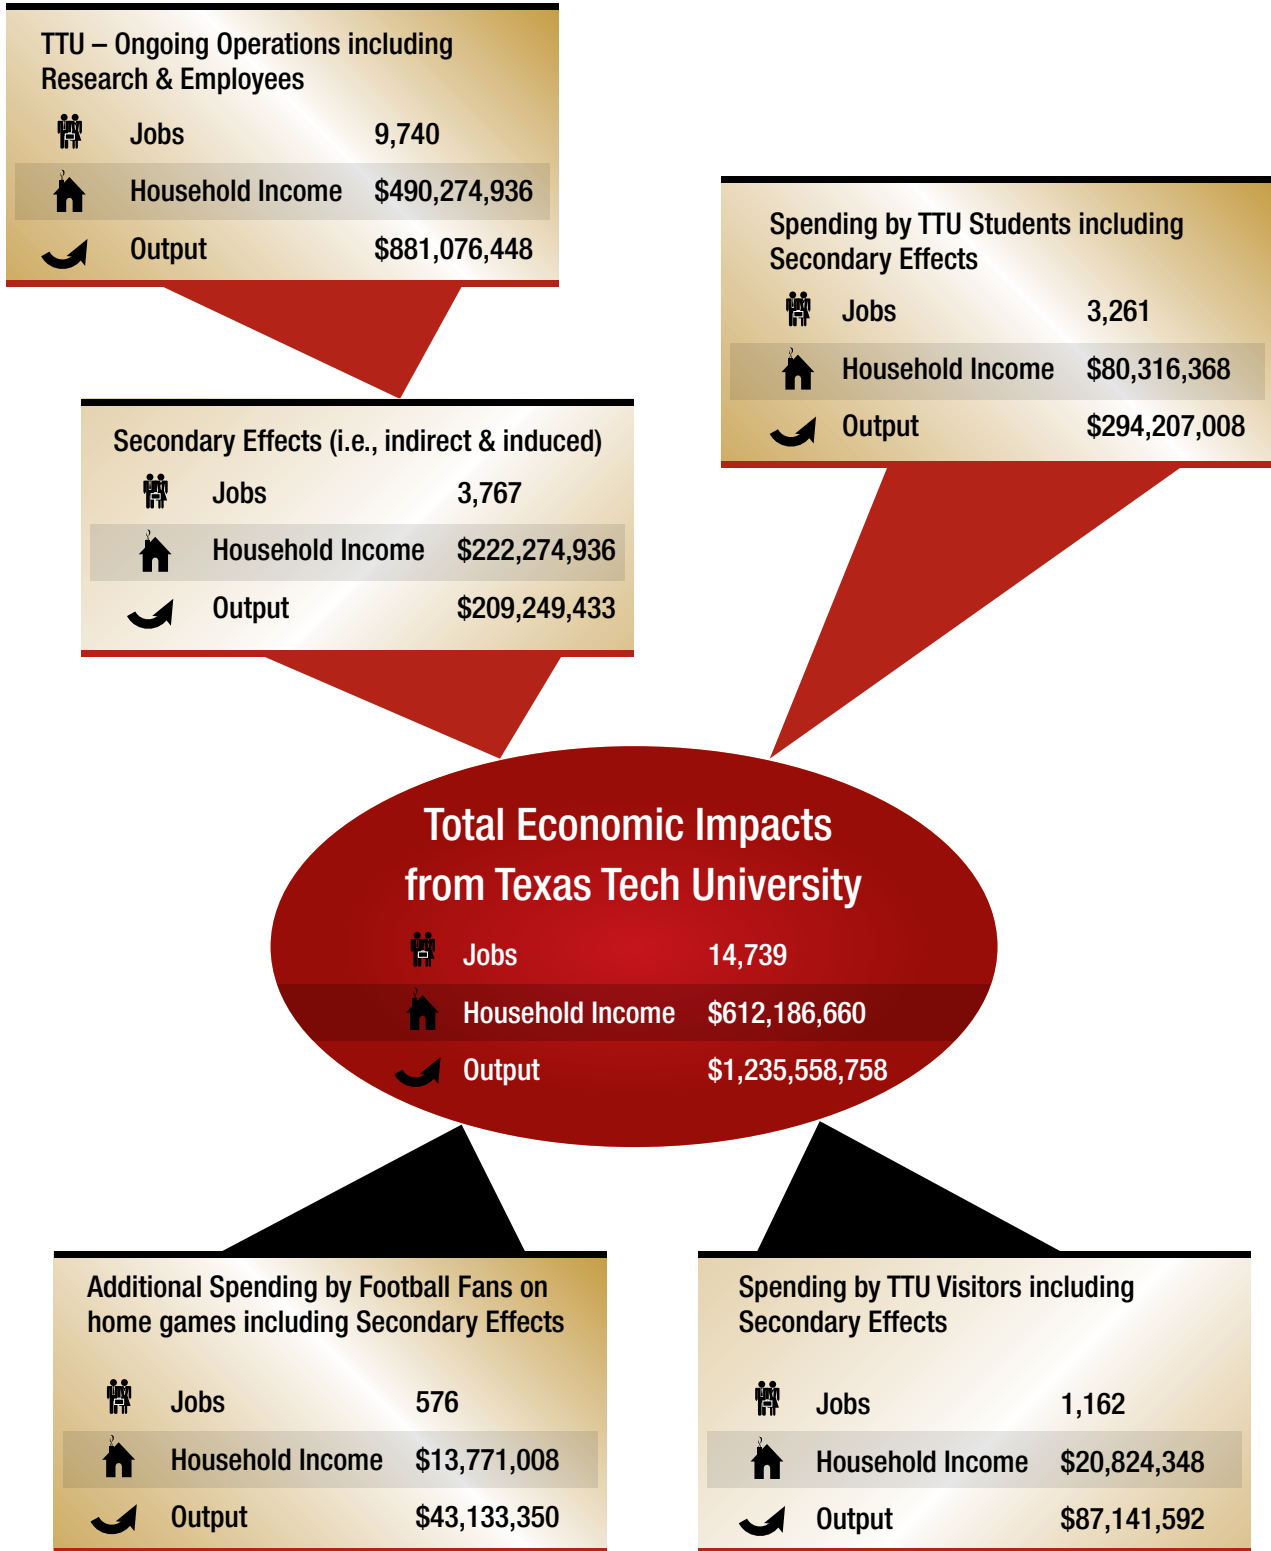 TTU – Ongoing Operations including
Research & Employees
Jobs 9,740
Household Income $490,274,936
Output $881,076,448
Spending by TTU Students including
Secondary Effects
Jobs 3,261
Household Income $80,316,368
Output $294,207,008
Secondary Effects (i.e., indirect & induced)
Jobs 3,767
Household Income $222,274,936
Output $209,249,433
Total Economic Impacts
from Texas Tech University
Jobs 14,739
Household Income $612,186,660
Output $1,235,558,758
Additional Spending by Football Fans on
home games including Secondary Effects
Jobs 576
Household Income $13,771,008
Output $43,133,350
Spending by TTU Visitors including
Secondary Effects
Jobs 1,162
Household Income $20,824,348
Output $87,141,592